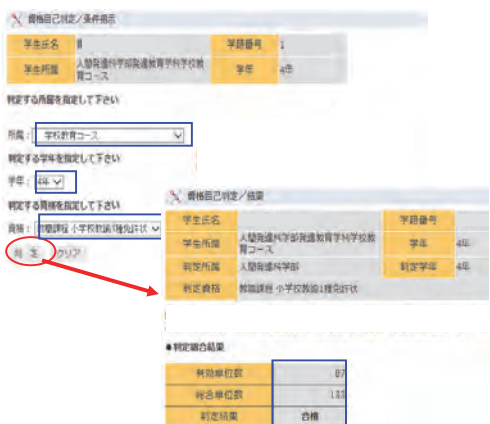 資格自己判定/条件指示
学生氏名
学籍番号 1
学生所属 人間発達科学部発達教育学科学校教育コース
学年 4年
判定する所属を指定して下さい
所属: 学校教育コース
判定する学年を指定して下さい
学年: 4年
判定する資格を指定して下さい
資格: 教職課程 小学校教諭1種免許状
判 定 クリア
資格自己判定/結果
学生氏名
学籍番号
学生所属 人間発達科学部発達教育学科学校教育コース
学年 4年
判定所属 人間発達科学部
判定学年 4年
判定資格 教職課程 小学校教諭1種免許状
●判定総合結果
有効単位数 87
総合単位数 133
判定結果 合格